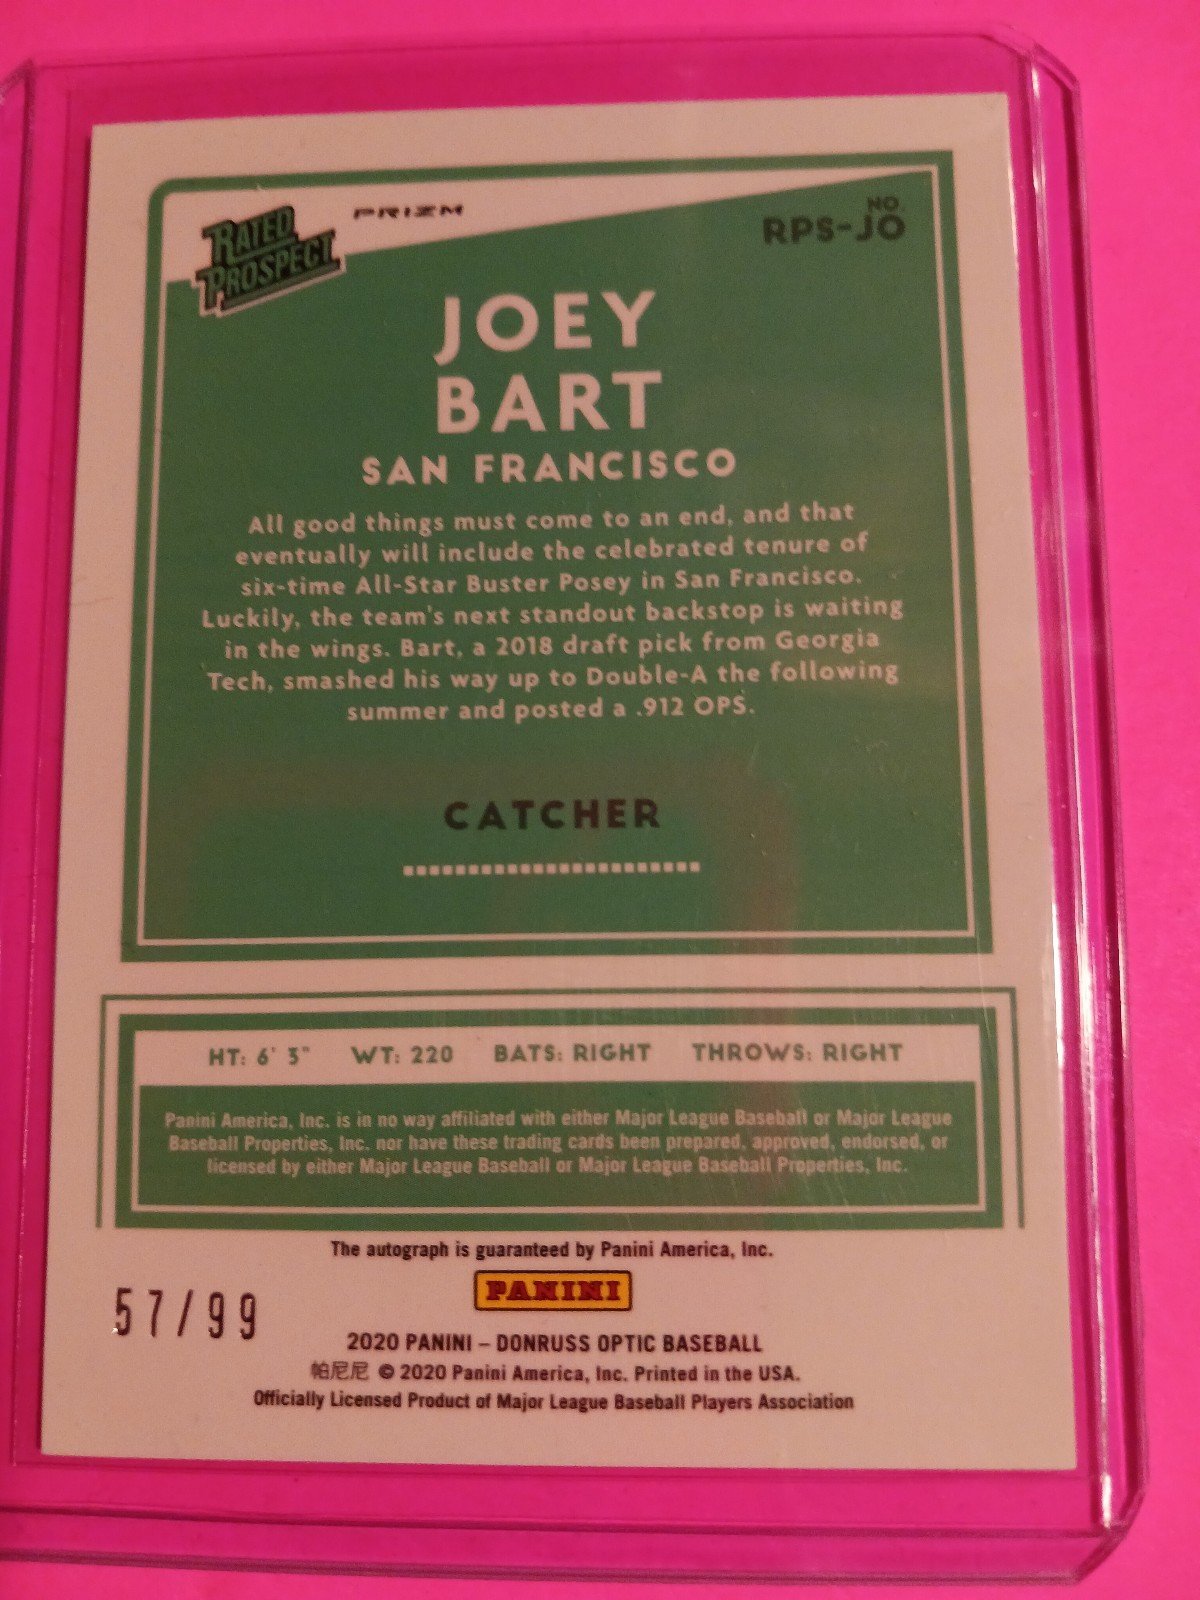 RATED
PROSPECT
PRIZM
NO.
RPS-JO
JOEY
BART
SAN FRANCISCO
All good things must come to an end, and that
eventually will include the celebrated tenure of
six-time All-Star Buster Posey in San Francisco.
Luckily, the team's next standout backstop is waiting
in the wings. Bart, a 2018 draft pick from Georgia
Tech, smashed his way up to Double-A the following
summer and posted a .912 OPS.
CATCHER
HT: 6' 3" WT: 220 BATS: RIGHT THROWS: RIGHT
Panini America, Inc. is in no way affiliated with either Major League Baseball or Major League
Baseball Properties, Inc. nor have these trading cards been prepared, approved, endorsed, or
licensed by either Major League Baseball or Major League Baseball Properties, Inc.
The autograph is guaranteed by Panini America, Inc.
PANINI
57/99
2020 PANINI – DONRUSS OPTIC BASEBALL
帕尼尼 © 2020 Panini America, Inc. Printed in the USA.
Officially Licensed Product of Major League Baseball Players Association